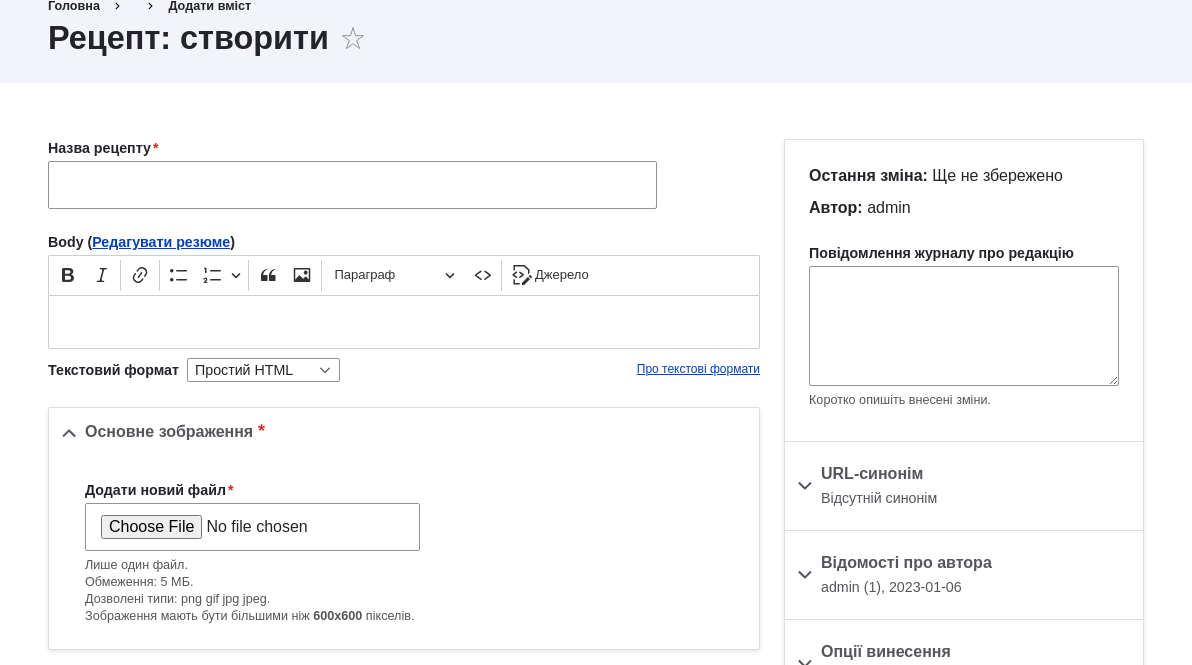 Головна › › Додати вміст
Рецепт: створити
Назва рецепту*
Body (Редагувати резюме)
Параграф
Джерело
Текстовий формат Простий HTML Про текстові формати
Основне зображення *
Додати новий файл*
Choose File No file chosen
Лише один файл.
Обмеження: 5 МБ.
Дозволені типи: png gif jpg jpeg.
Зображення мають бути більшими ніж 600x600 пікселів.
Остання зміна: Ще не збережено
Автор: admin
Повідомлення журналу про редакцію
Коротко опишіть внесені зміни.
URL-синонім
Відсутній синонім
Відомості про автора
admin (1), 2023-01-06
Опції винесення